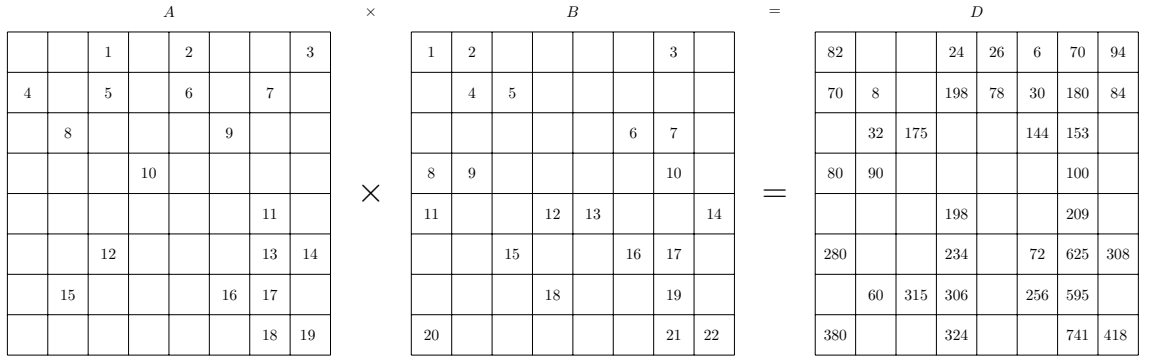 A × B = D
1 2 3 1 2 3 82 24 26 6 70 94
4 5 6 7 4 5 70 8 198 78 30 180 84
8 9 6 7 32 175 144 153
10 8 9 10 80 90 100
× =
11 11 12 13 14 198 209
12 13 14 15 16 17 280 234 72 625 308
15 16 17 18 19 60 315 306 256 595
18 19 20 21 22 380 324 741 418